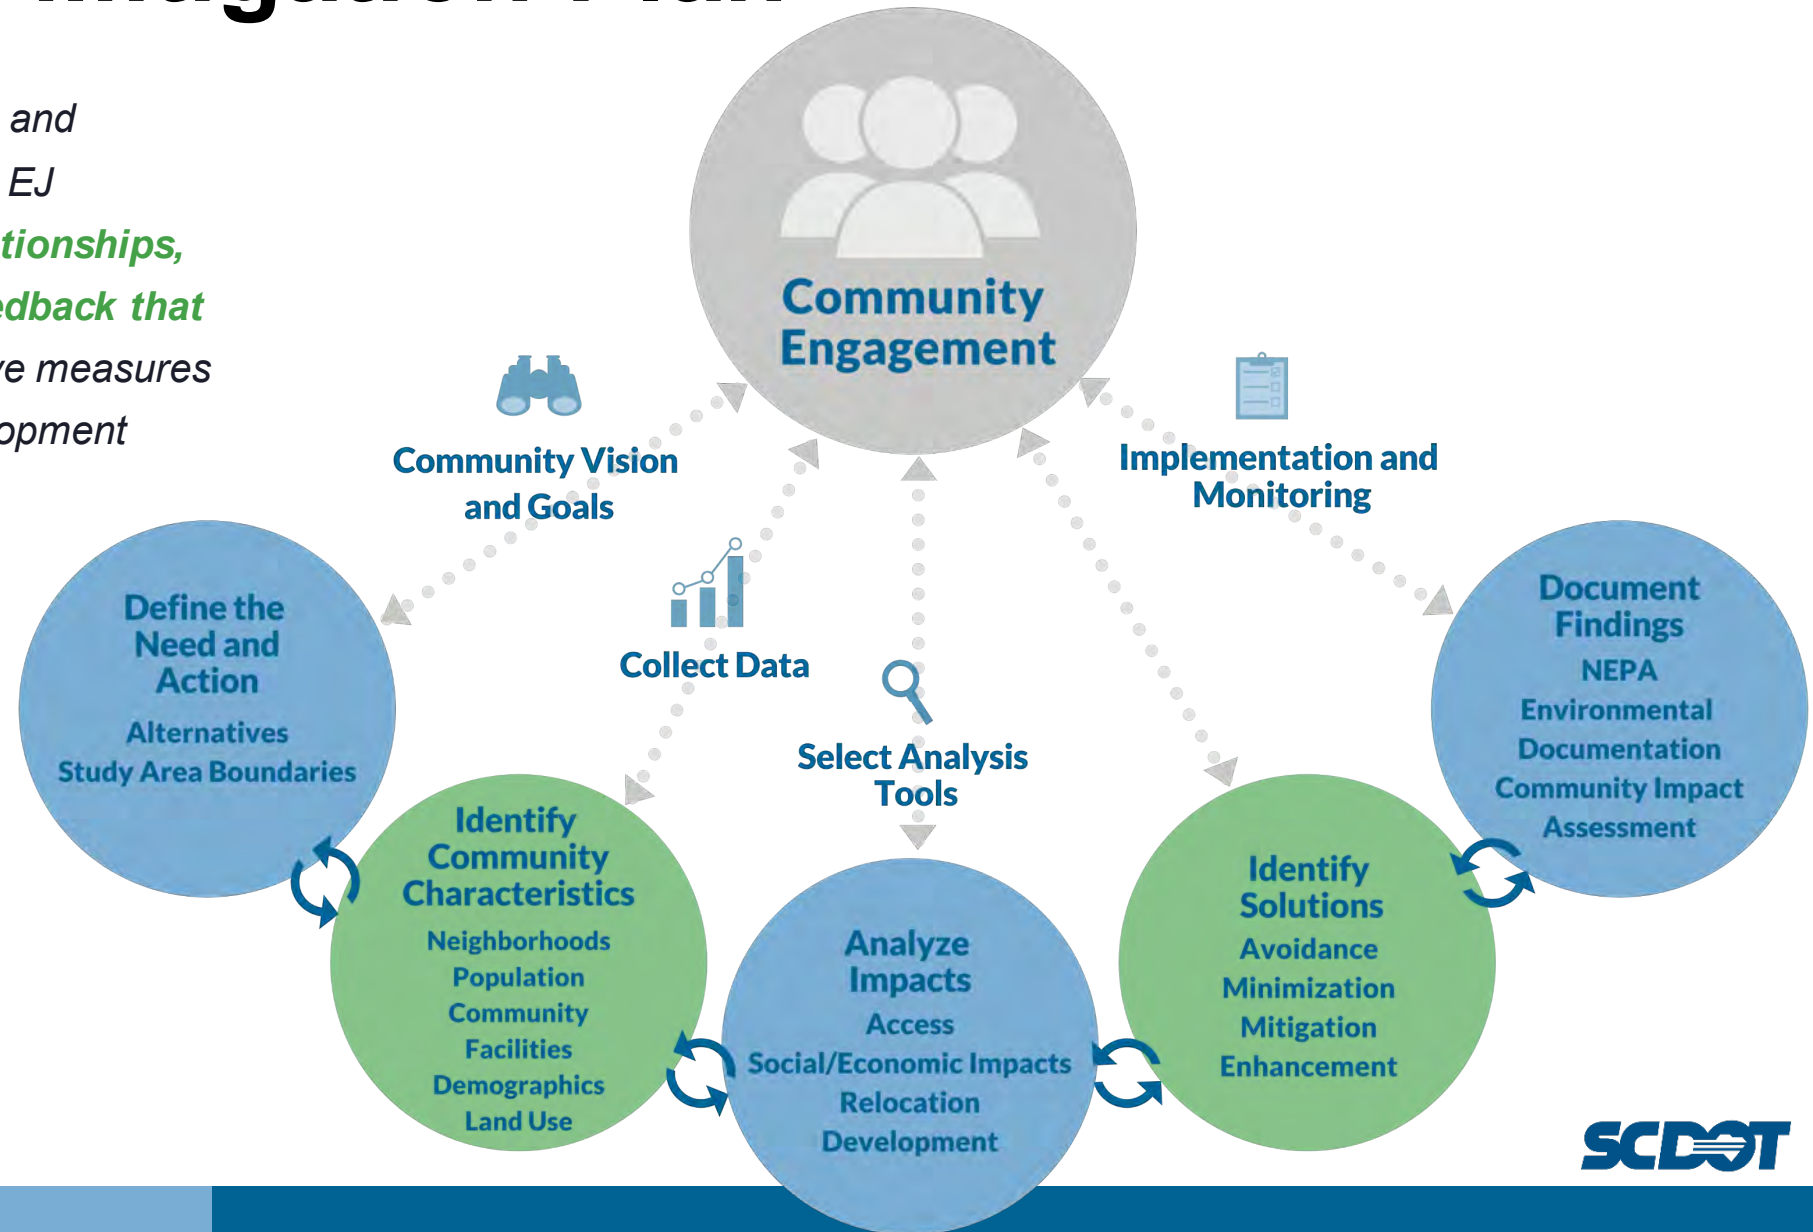 Mitigation Plan
and
EJ
tionships,
edback that
ve measures
opment
Community
Engagement
Community Vision
and Goals
Implementation and
Monitoring
Collect Data
Select Analysis
Tools
Define the
Need and
Action
Alternatives
Study Area Boundaries
Identify
Community
Characteristics
Neighborhoods
Population
Community
Facilities
Demographics
Land Use
Analyze
Impacts
Access
Social/Economic Impacts
Relocation
Development
Identify
Solutions
Avoidance
Minimization
Mitigation
Enhancement
Document
Findings
NEPA
Environmental
Documentation
Community Impact
Assessment
SCDOT